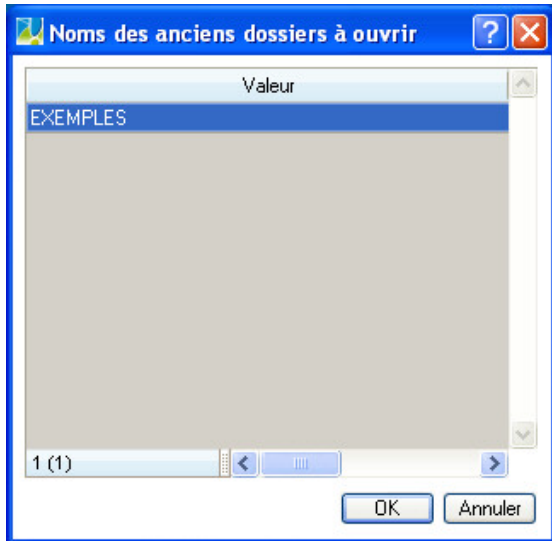 Noms des anciens dossiers à ouvrir
Valeur
EXEMPLES
1 (1)
OK Annuler